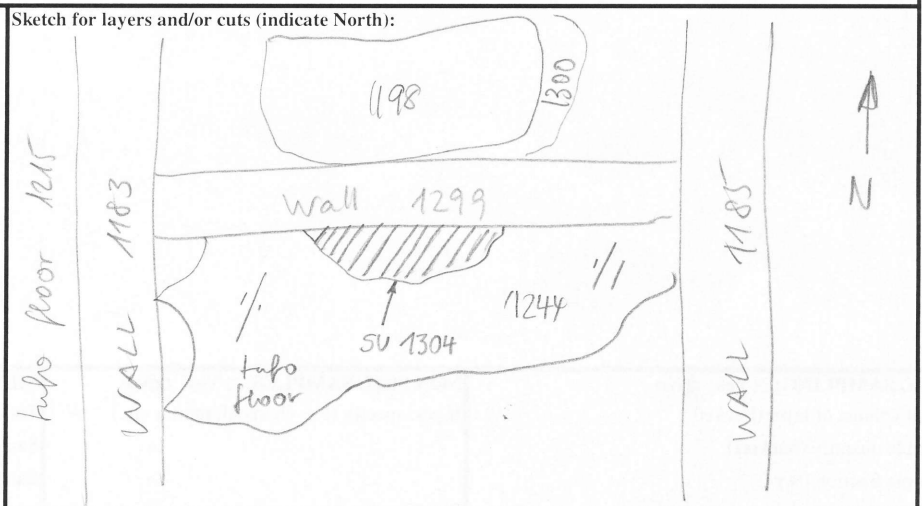 Sketch for layers and/or cuts (indicate North):
1198
1300
N
tufo floor 1215
WALL 1183
Wall 1299
WALL 1185
1244
SU 1304
tufo
floor